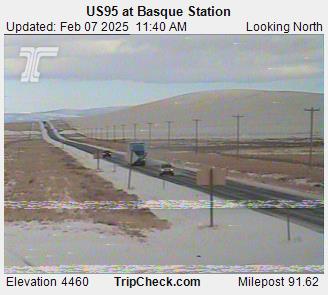 US95 at Basque Station
Updated: Feb 07 2025 11:40 AM Looking North
Elevation 4460 TripCheck.com Milepost 91.62